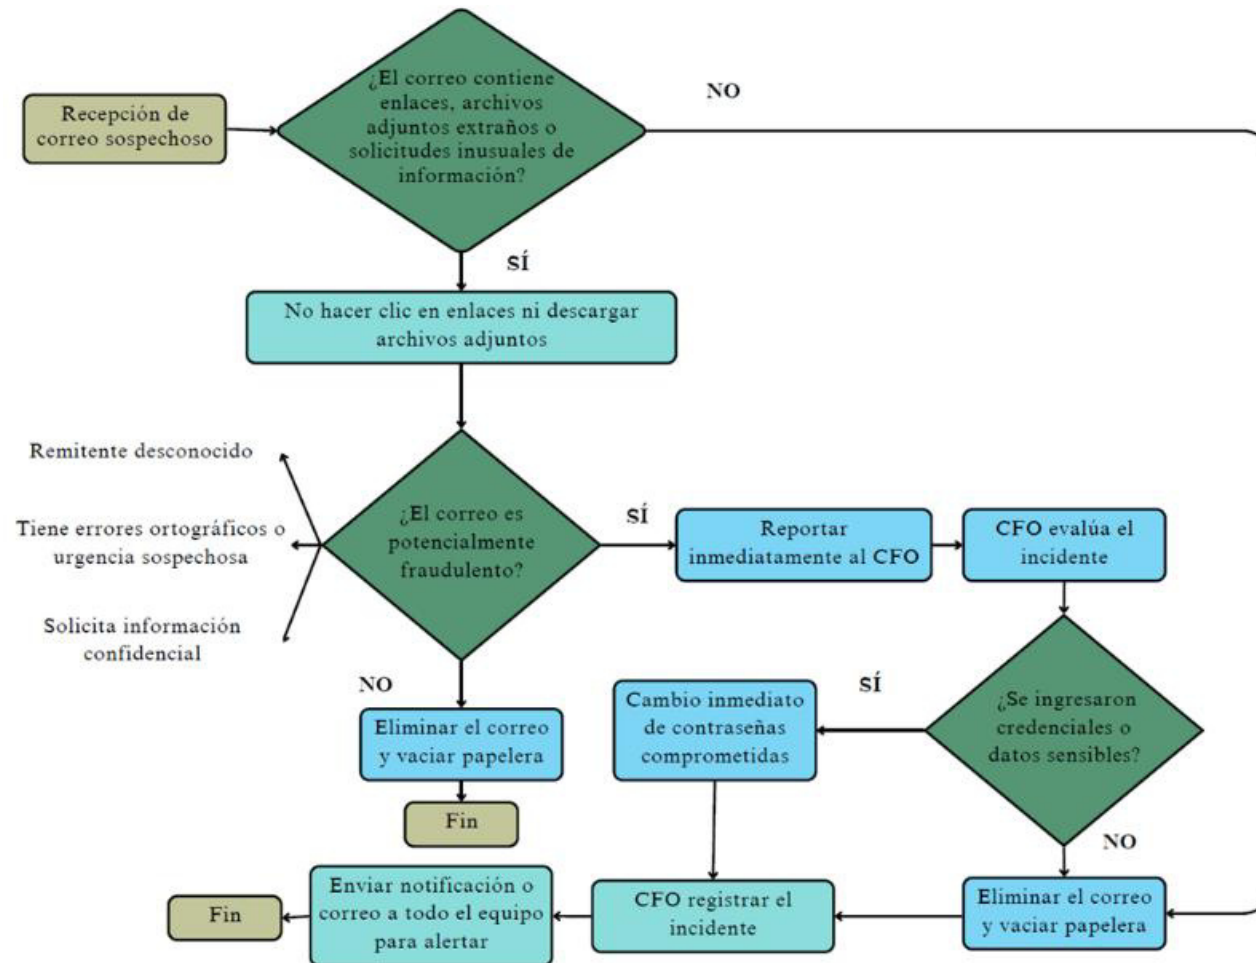 ¿El correo contiene
enlaces, archivos
adjuntos extraños o
solicitudes inusuales de
información?
NO
Recepción de
correo sospechoso
SÍ
No hacer clic en enlaces ni descargar
archivos adjuntos
Remitente desconocido
Tiene errores ortográficos o
urgencia sospechosa
Solicita información
confidencial
¿El correo es
potencialmente
fraudulento?
SÍ
Reportar
inmediatamente al CFO
CFO evalúa el
incidente
NO
Eliminar el correo
y vaciar papelera
Fin
¿Se ingresaron
credenciales o
datos sensibles?
SÍ
Cambio inmediato
de contraseñas
comprometidas
NO
Eliminar el correo
y vaciar papelera
CFO registrar el
incidente
Enviar notificación o
correo a todo el equipo
para alertar
Fin